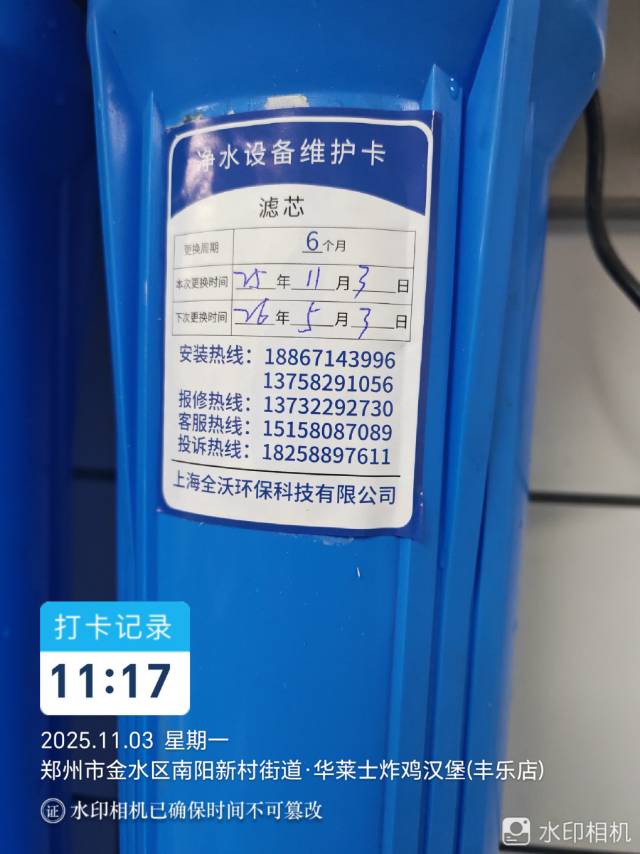 净水设备维护卡
滤芯
更换周期 6个月
本次更换时间 25年11月3日
下次更换时间 26年5月3日
安装热线：18867143996
13758291056
报修热线：13732292730
客服热线：15158087089
投诉热线：18258897611
上海全沃环保科技有限公司
打卡记录
11:17
2025.11.03 星期一
郑州市金水区南阳新村街道·华莱士炸鸡汉堡(丰乐店)
证 水印相机已确保时间不可篡改
水印相机